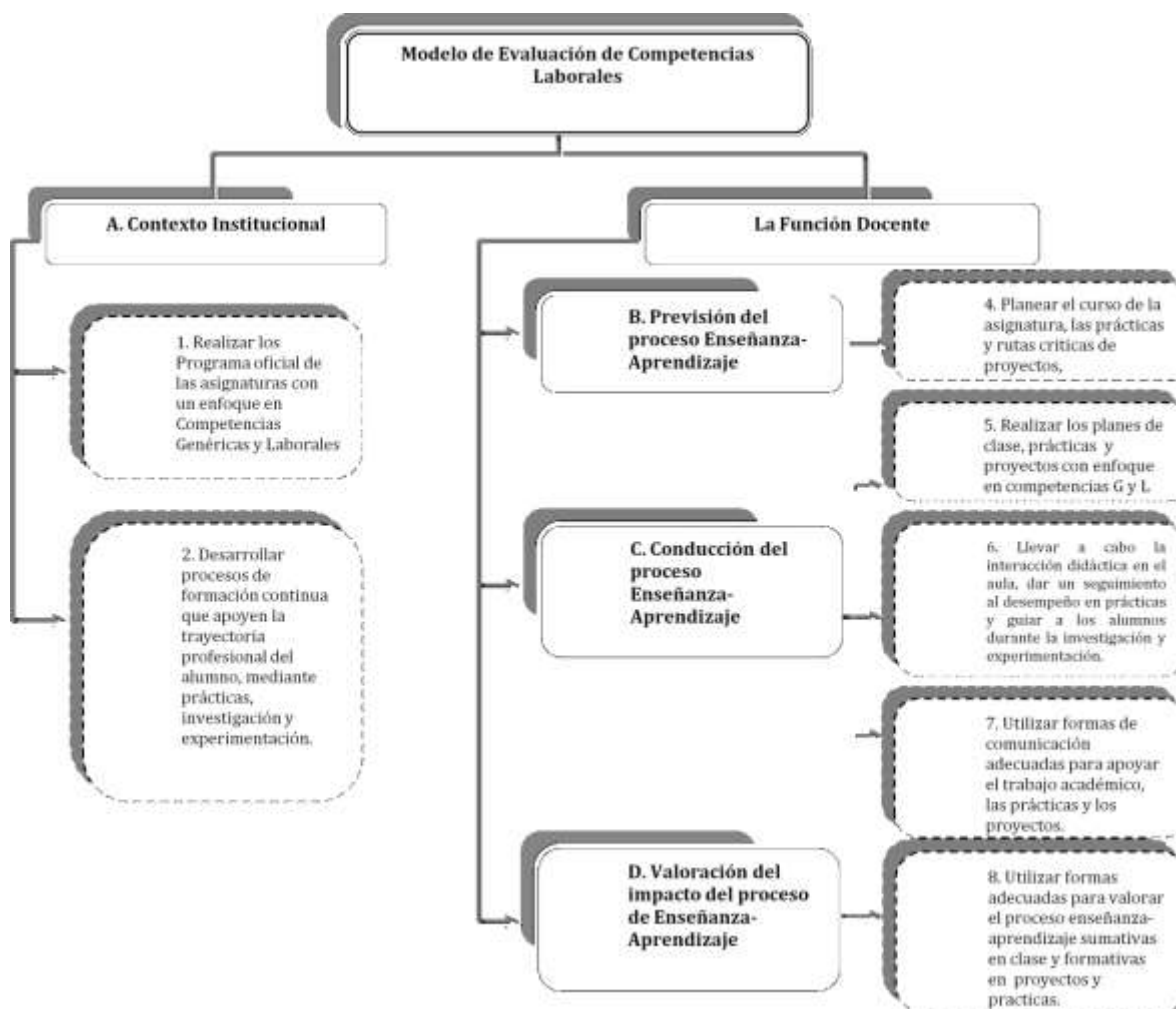 Modelo de Evaluación de Competencias
Laborales
A. Contexto Institucional
1. Realizar los
Programa oficial de
las asignaturas con
un enfoque en
Competencias
Genéricas y Laborales
2. Desarrollar
procesos de
formación continua
que apoyen la
trayectoria
profesional del
alumno, mediante
prácticas,
investigación y
experimentación.
La Función Docente
B. Previsión del
proceso Enseñanza-
Aprendizaje
4. Planear el curso de la
asignatura, las prácticas
y rutas criticas de
proyectos,
5. Realizar los planes de
clase, prácticas y
proyectos con enfoque
en competencias G y L
C. Conducción del
proceso
Enseñanza-
Aprendizaje
6. Llevar a cabo la
interacción didáctica en el
aula, dar un seguimiento
al desempeño en prácticas
y guiar a los alumnos
durante la investigación y
experimentación.
7. Utilizar formas de
comunicación
adecuadas para apoyar
el trabajo académico,
las prácticas y los
proyectos.
D. Valoración del
impacto del proceso
de Enseñanza-
Aprendizaje
8. Utilizar formas
adecuadas para valorar
el proceso enseñanza-
aprendizaje sumativas
en clase y formativas
en proyectos y
practicas.